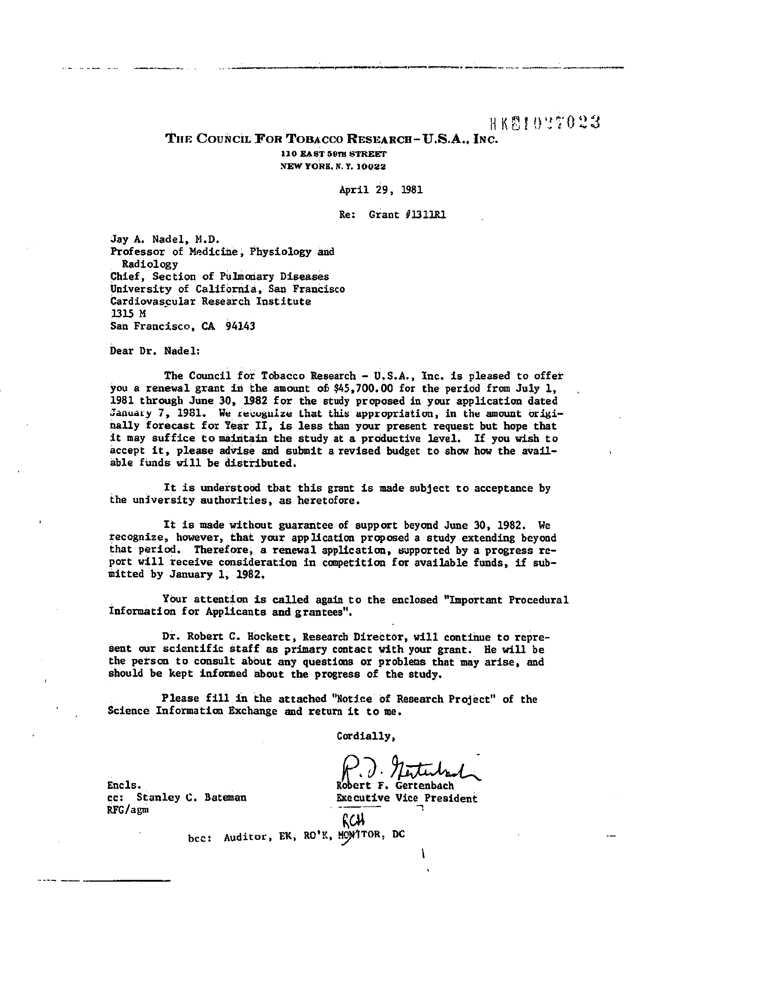 HK81027023
THE COUNCIL FOR TOBACCO RESEARCH-U.S.A., INC.
110 EAST 59TH STREET
NEW YORK, N. Y. 10022
April 29, 1981
Re: Grant #1311R1
Jay A. Nadel, M.D.
Professor of Medicine, Physiology and
Radiology
Chief, Section of Pulmonary Diseases
University of California, San Francisco
Cardiovascular Research Institute
1315 M
San Francisco, CA 94143
Dear Dr. Nadel:
The Council for Tobacco Research - U.S.A., Inc. is pleased to offer
you a renewal grant in the amount of $45,700.00 for the period from July 1,
1981 through June 30, 1982 for the study proposed in your application dated
January 7, 1981. We recognize that this appropriation, in the amount origi-
nally forecast for Year II, is less than your present request but hope that
it may suffice to maintain the study at a productive level. If you wish to
accept it, please advise and submit a revised budget to show how the avail-
able funds will be distributed.
It is understood that this grant is made subject to acceptance by
the university authorities, as heretofore.
It is made without guarantee of support beyond June 30, 1982. We
recognize, however, that your application proposed a study extending beyond
that period. Therefore, a renewal application, supported by a progress re-
port will receive consideration in competition for available funds, if sub-
mitted by January 1, 1982.
Your attention is called again to the enclosed "Important Procedural
Information for Applicants and grantees".
Dr. Robert C. Hockett, Research Director, will continue to repre-
sent our scientific staff as primary contact with your grant. He will be
the person to consult about any questions or problems that may arise, and
should be kept informed about the progress of the study.
Please fill in the attached "Notice of Research Project" of the
Science Information Exchange and return it to me.
Cordially,
Robert F. Gertenbach
Encls.
cc: Stanley C. Bateman
Executive Vice President
RFG/agm
RCH
bcc: Auditor, EK, RO'K, MONITOR, DC